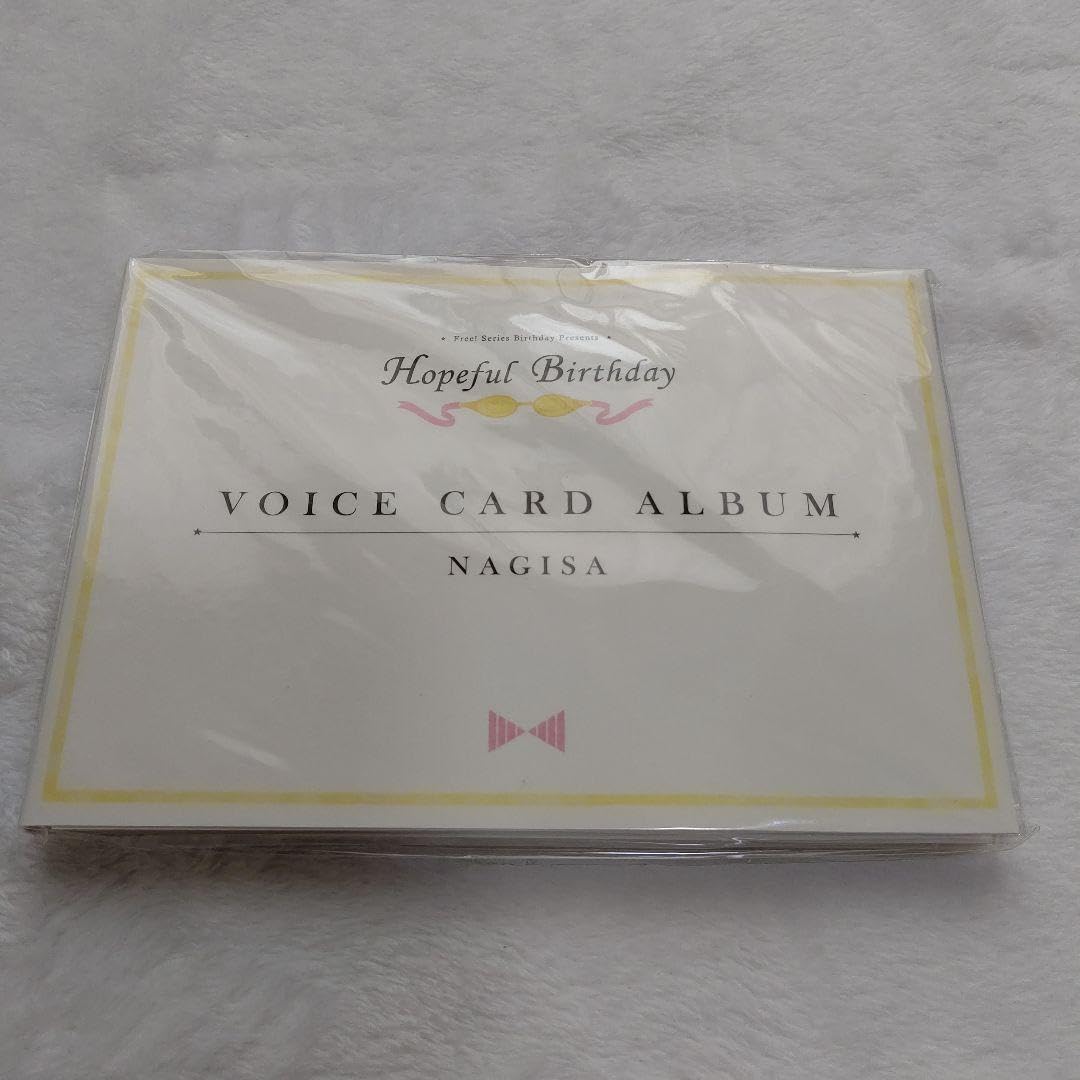 ★ Free! Series Birthday Presents ★
Hopeful Birthday
VOICE CARD ALBUM
NAGISA